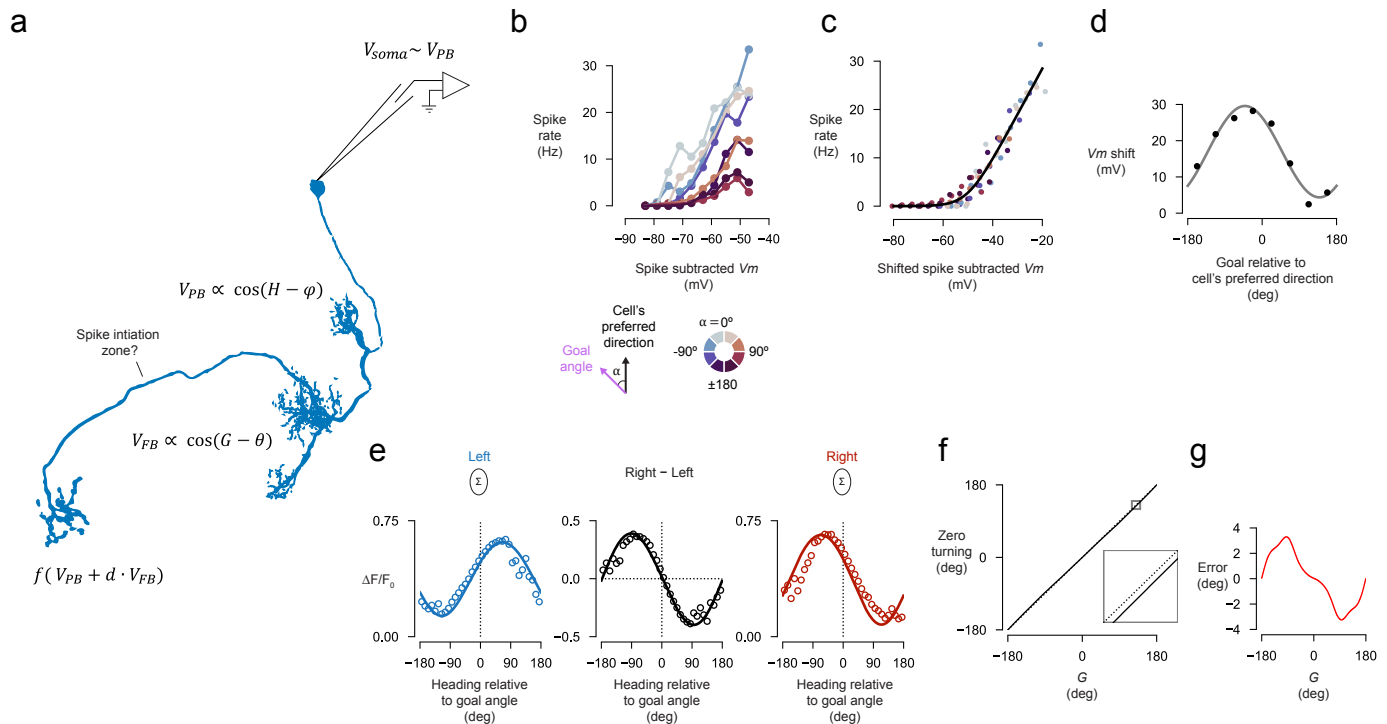 a
V_soma ~ V_PB
V_PB ∝ cos(H − φ)
Spike intiation
zone?
V_FB ∝ cos(G − θ)
f(V_PB + d · V_FB)
b
Spike
rate
(Hz)
30
20
10
0
−90 −80 −70 −60 −50 −40
Spike subtracted Vm
(mV)
Cell's
preferred
direction
Goal
angle
α
α = 0º
-90º
90º
±180
c
Spike
rate
(Hz)
30
20
10
0
−80 −60 −40 −20
Shifted spike subtracted Vm
(mV)
d
Vm shift
(mV)
30
20
10
0
−180 0 180
Goal relative to
cell's preferred direction
(deg)
e
Left
Σ
ΔF/F₀
0.75
0.00
−180 −90 0 90 180
Heading relative
to goal angle
(deg)
Right − Left
0.5
0.0
−0.5
−180 −90 0 90 180
Heading relative
to goal angle
(deg)
Right
Σ
0.75
0.00
−180 −90 0 90 180
Heading relative
to goal angle
(deg)
f
Zero
turning
(deg)
180
0
−180
−180 0 180
G
(deg)
g
Error
(deg)
4
2
0
−2
−4
−180 0 180
G
(deg)